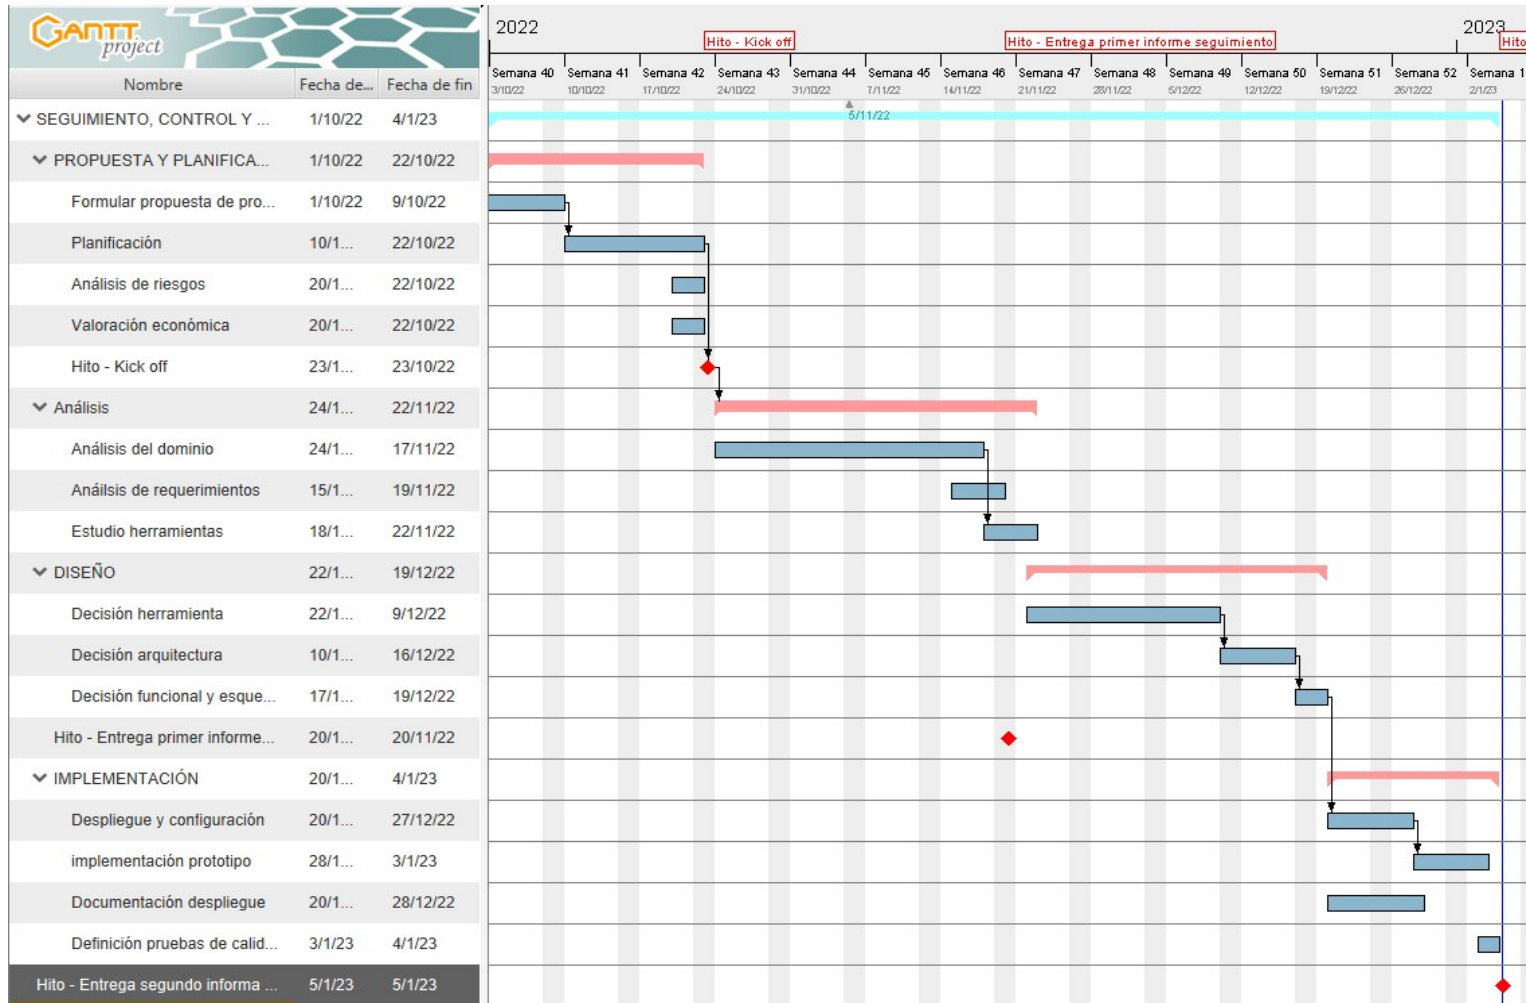 GANTT
project
2022
2023
Hito - Kick off
Hito - Entrega primer informe seguimiento
Hito
Nombre Fecha de... Fecha de fin
Semana 40 Semana 41 Semana 42 Semana 43 Semana 44 Semana 45 Semana 46 Semana 47 Semana 48 Semana 49 Semana 50 Semana 51 Semana 52 Semana 1
3/10/22 10/10/22 17/10/22 24/10/22 31/10/22 7/11/22 14/11/22 21/11/22 28/11/22 5/12/22 12/12/22 19/12/22 26/12/22 2/1/23
5/11/22
SEGUIMIENTO, CONTROL Y ... 1/10/22 4/1/23
PROPUESTA Y PLANIFICA... 1/10/22 22/10/22
Formular propuesta de pro... 1/10/22 9/10/22
Planificación 10/1... 22/10/22
Análisis de riesgos 20/1... 22/10/22
Valoración económica 20/1... 22/10/22
Hito - Kick off 23/1... 23/10/22
Análisis 24/1... 22/11/22
Análisis del dominio 24/1... 17/11/22
Anáilsis de requerimientos 15/1... 19/11/22
Estudio herramientas 18/1... 22/11/22
DISEÑO 22/1... 19/12/22
Decisión herramienta 22/1... 9/12/22
Decisión arquitectura 10/1... 16/12/22
Decisión funcional y esque... 17/1... 19/12/22
Hito - Entrega primer informe... 20/1... 20/11/22
IMPLEMENTACIÓN 20/1... 4/1/23
Despliegue y configuración 20/1... 27/12/22
implementación prototipo 28/1... 3/1/23
Documentación despliegue 20/1... 28/12/22
Definición pruebas de calid... 3/1/23 4/1/23
Hito - Entrega segundo informa ... 5/1/23 5/1/23